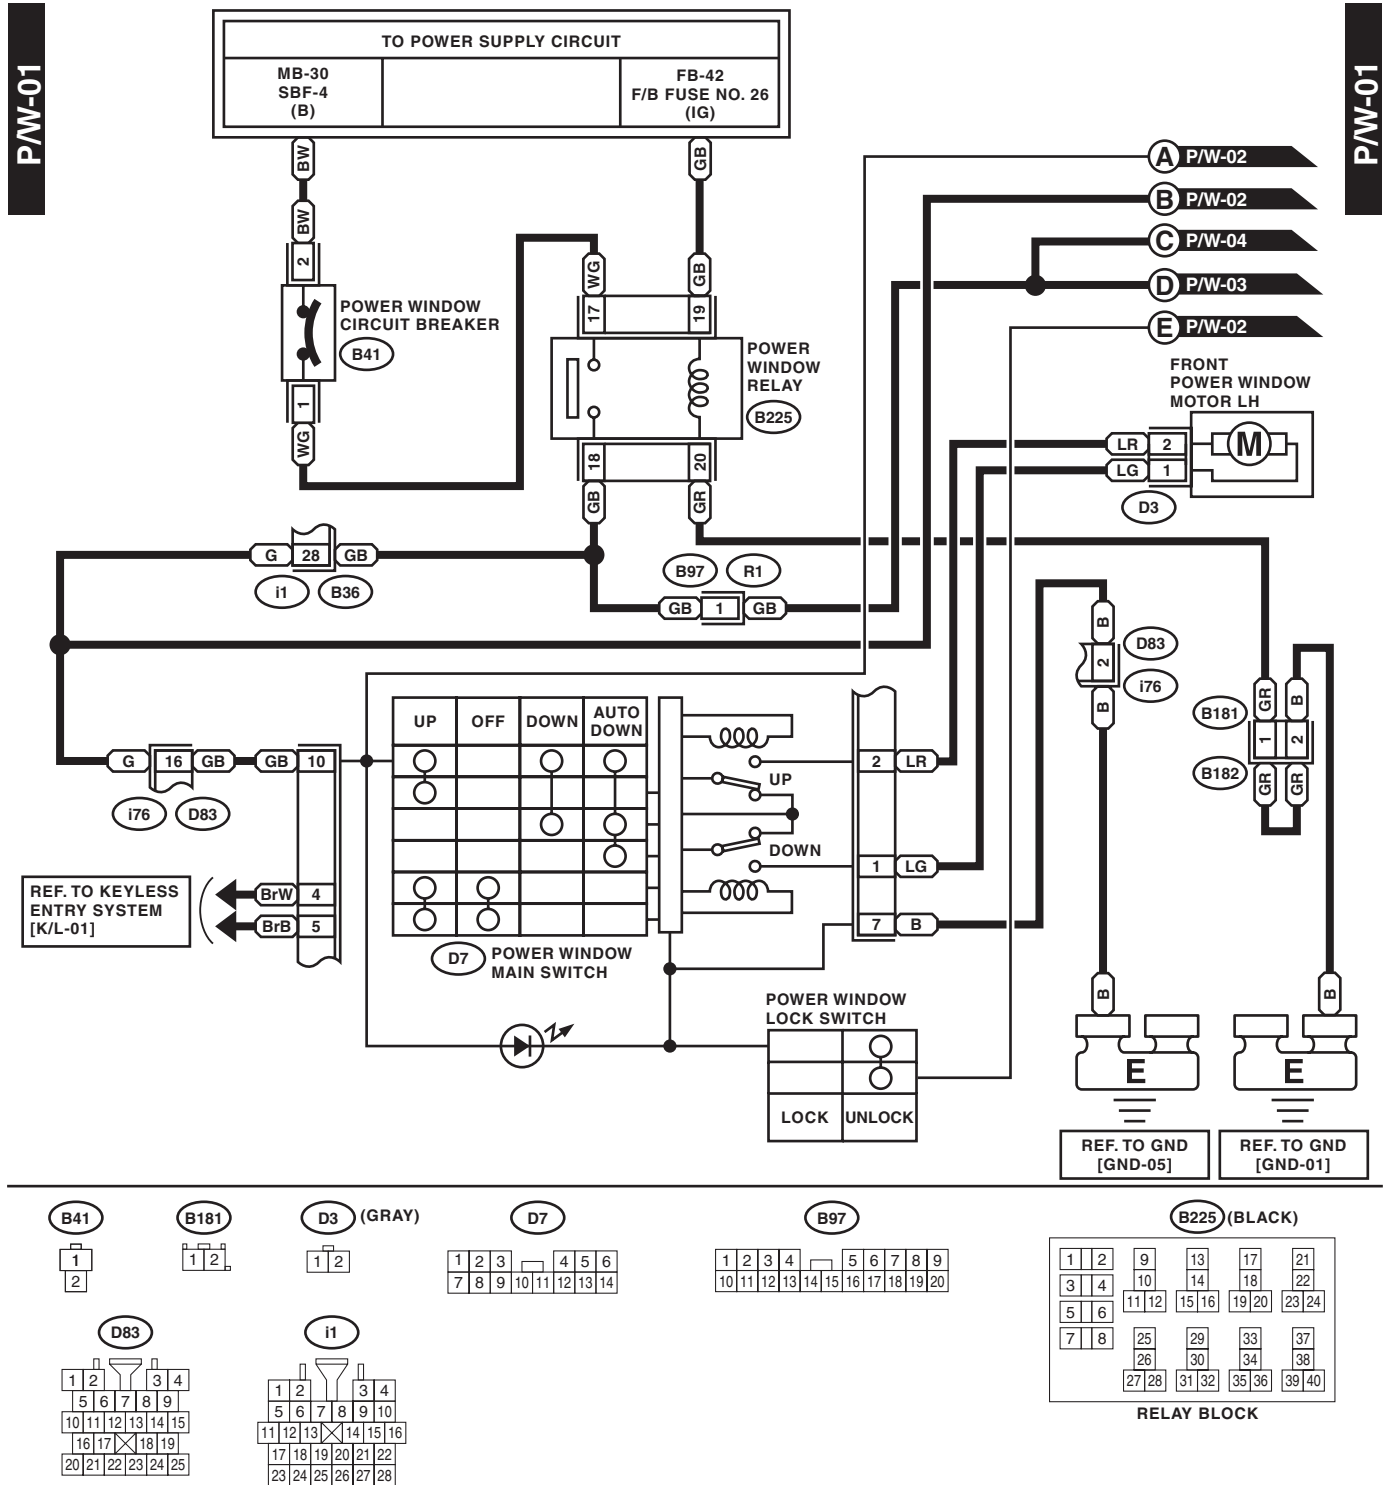 P/W-01
P/W-01
TO POWER SUPPLY CIRCUIT
MB-30
SBF-4
(B)
FB-42
F/B FUSE NO. 26
(IG)
BW
GB
A P/W-02
B P/W-02
C P/W-04
D P/W-03
E P/W-02
BW
2
POWER WINDOW
CIRCUIT BREAKER
B41
1
WG
WG
GB
17
19
POWER
WINDOW
RELAY
B225
18
20
GB
GR
FRONT
POWER WINDOW
MOTOR LH
LR 2
LG 1
M
D3
G 28 GB
i1 B36
B97 R1
GB 1 GB
B
2
D83
i76
B
B181
GR B
1 2
B182
GR GR
UP OFF DOWN AUTO
DOWN
G 16 GB GB 10
i76 D83
UP
DOWN
2 LR
1 LG
7 B
REF. TO KEYLESS
ENTRY SYSTEM
[K/L-01]
BrW 4
BrB 5
D7 POWER WINDOW
MAIN SWITCH
POWER WINDOW
LOCK SWITCH
LOCK UNLOCK
B
B
E
E
REF. TO GND
[GND-05]
REF. TO GND
[GND-01]
B41
1
2
B181
1 2
D3 (GRAY)
1 2
D7
1 2 3 4 5 6
7 8 9 10 11 12 13 14
B97
1 2 3 4 5 6 7 8 9
10 11 12 13 14 15 16 17 18 19 20
B225 (BLACK)
1 2 9 13 17 21
3 4 10 14 18 22
11 12 15 16 19 20 23 24
5 6
7 8 25 29 33 37
26 30 34 38
27 28 31 32 35 36 39 40
RELAY BLOCK
D83
1 2 3 4
5 6 7 8 9
10 11 12 13 14 15
16 17 18 19
20 21 22 23 24 25
i1
1 2 3 4
5 6 7 8 9 10
11 12 13 14 15 16
17 18 19 20 21 22
23 24 25 26 27 28